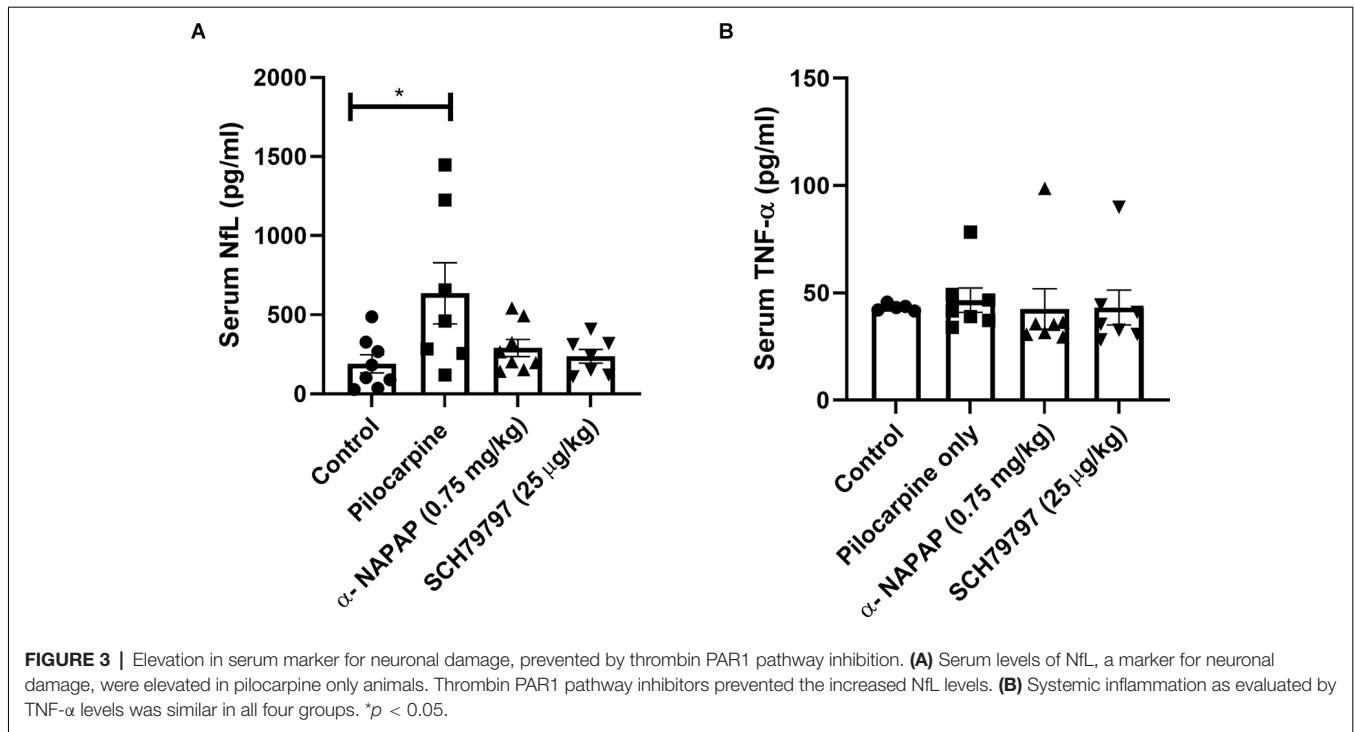 A
B
2000
1500
1000
500
0
Serum NfL (pg/ml)
*
Control
Pilocarpine
α- NAPAP (0.75 mg/kg)
SCH79797 (25 μg/kg)
150
100
50
0
Serum TNF-α (pg/ml)
Control
Pilocarpine only
α- NAPAP (0.75 mg/kg)
SCH79797 (25 μg/kg)
FIGURE 3 | Elevation in serum marker for neuronal damage, prevented by thrombin PAR1 pathway inhibition. (A) Serum levels of NfL, a marker for neuronal
damage, were elevated in pilocarpine only animals. Thrombin PAR1 pathway inhibitors prevented the increased NfL levels. (B) Systemic inflammation as evaluated by
TNF-α levels was similar in all four groups. *p < 0.05.